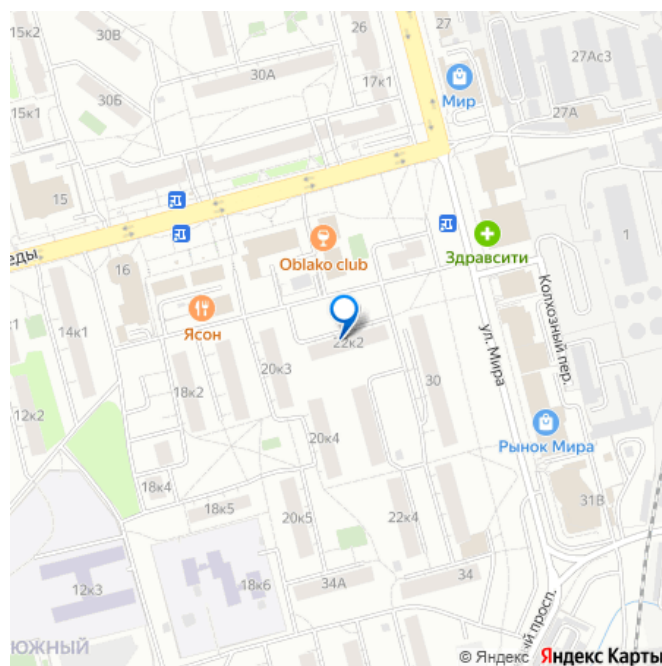 15к2
30В
26
30А
17к1
Мир
27Ас3
27А
15к1
30Б
15
еды
16
Oblako club
Здравсити
1
Колхозный пер.
ул. Мира
14к1
Ясон
22к2
20к3
18к2
30
12к2
20к4
Рынок Мира
18к4
18к5
20к5
22к4
31В
12к3
18к6
34А
34
ЮЖНЫЙ
ый просп.
© Яндекс Яндекс Карты